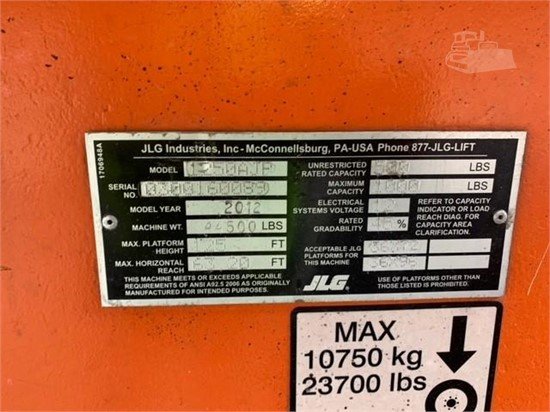 JLG Industries, Inc - McConnellsburg, PA-USA Phone 877-JLG-LIFT
1706948A
MODEL 1250AJP
SERIAL NO.
MODEL YEAR 2012
MACHINE WT. LBS
MAX. PLATFORM HEIGHT FT
MAX. HORIZONTAL REACH FT
THIS MACHINE MEETS OR EXCEEDS APPLICABLE
REQUIREMENTS OF ANSI A92.5 2006 AS ORIGINALLY
MANUFACTURED FOR INTENDED PURPOSES.
UNRESTRICTED RATED CAPACITY LBS
MAXIMUM CAPACITY 1000 LBS
ELECTRICAL SYSTEMS VOLTAGE
RATED GRADABILITY %
REFER TO CAPACITY
INDICATOR OR LOAD
REACH DIAG. FOR
CAPACITY AREA
CLARIFICATION.
ACCEPTABLE JLG
PLATFORMS FOR
THIS MACHINE
JLG
USE OF PLATFORMS OTHER THAN
THOSE LISTED IS PROHIBITED.
MAX
10750 kg
23700 lbs